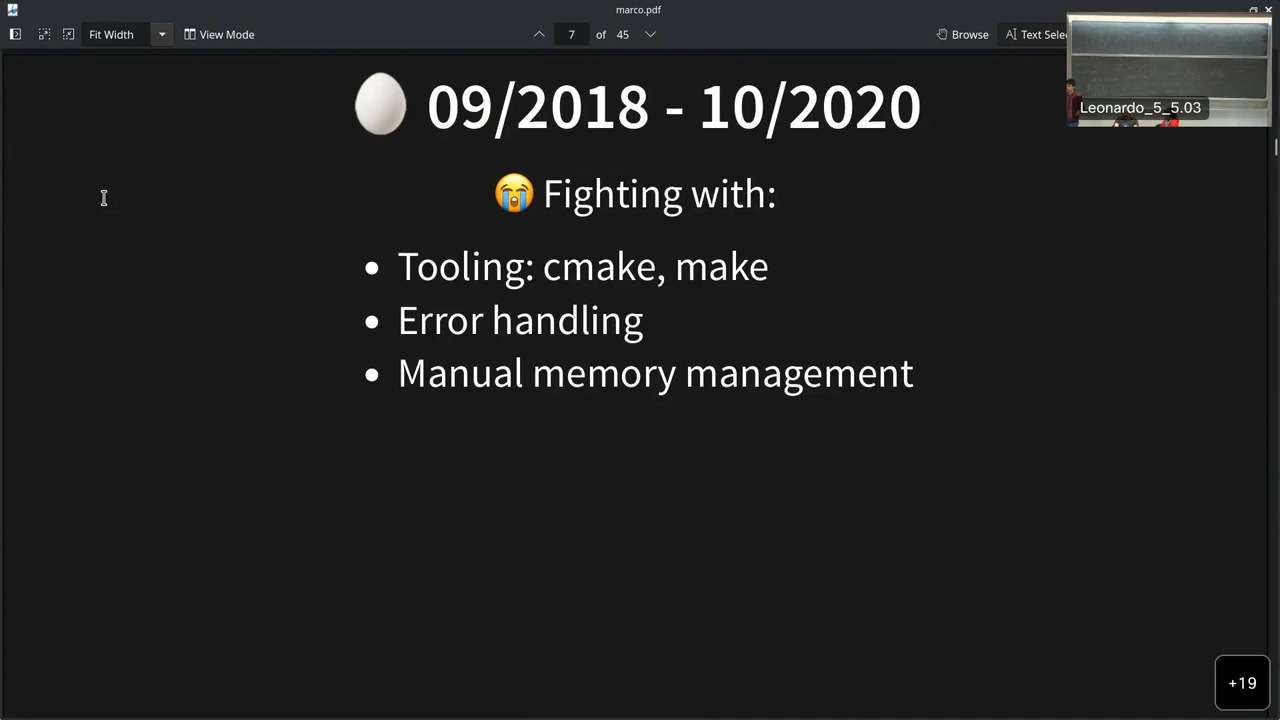 marco.pdf
Fit Width
View Mode
7 of 45
Browse
Text Selec
Leonardo_5_5.03
🥚 09/2018 - 10/2020
😭 Fighting with:
• Tooling: cmake, make
• Error handling
• Manual memory management
+19